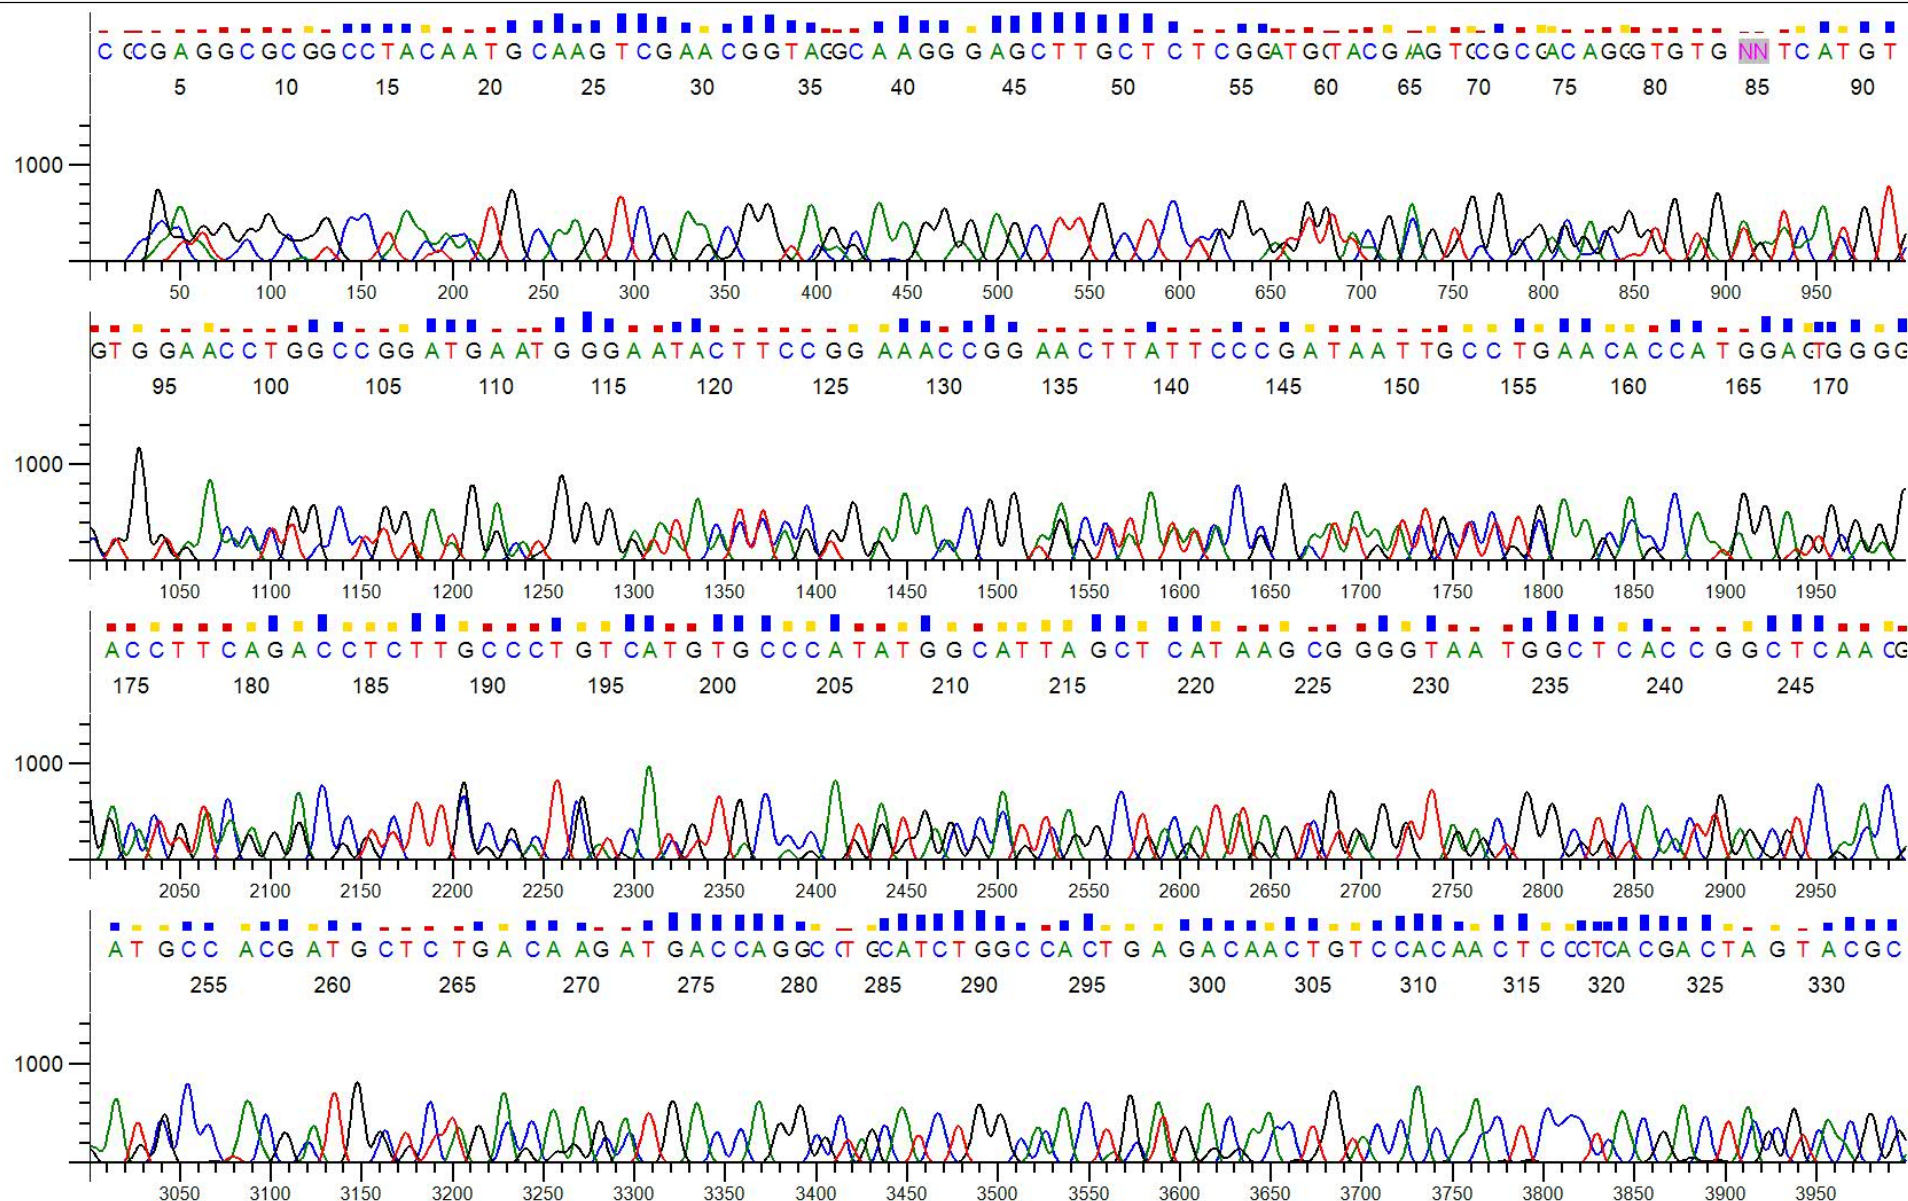 C GCGAGGCGCGGCCTACAATGCAAGTCGAACGGTAGGCAAGGGGAGCTTGCTCTCGGATGCTACGAAGTCCGCGACAGGGTGTGNNTCATGT
5 10 15 20 25 30 35 40 45 50 55 60 65 70 75 80 85 90
1000
50 100 150 200 250 300 350 400 450 500 550 600 650 700 750 800 850 900 950
GTGGAACCTGGCCGGATGAATGGGAATACTTCCGGAAACCGGAACTTATTCCCGATAATTGCCTGAACACCATGGAGTGGGG
95 100 105 110 115 120 125 130 135 140 145 150 155 160 165 170
1000
1050 1100 1150 1200 1250 1300 1350 1400 1450 1500 1550 1600 1650 1700 1750 1800 1850 1900 1950
ACCTTCAGACCTCTTGCCCTGTCATGTGCCCATATGGCATTAGCTCATAAGCGGGGTAATGGCTCACCGGCTCAACG
175 180 185 190 195 200 205 210 215 220 225 230 235 240 245
1000
2050 2100 2150 2200 2250 2300 2350 2400 2450 2500 2550 2600 2650 2700 2750 2800 2850 2900 2950
ATGCCACGATGCTCTGACAAGATGACCAGGCCTGCATCTGGCCACTGAGACAACTGTCCACAACTCCCTCACGACTAGTACGC
255 260 265 270 275 280 285 290 295 300 305 310 315 320 325 330
1000
3050 3100 3150 3200 3250 3300 3350 3400 3450 3500 3550 3600 3650 3700 3750 3800 3850 3900 3950